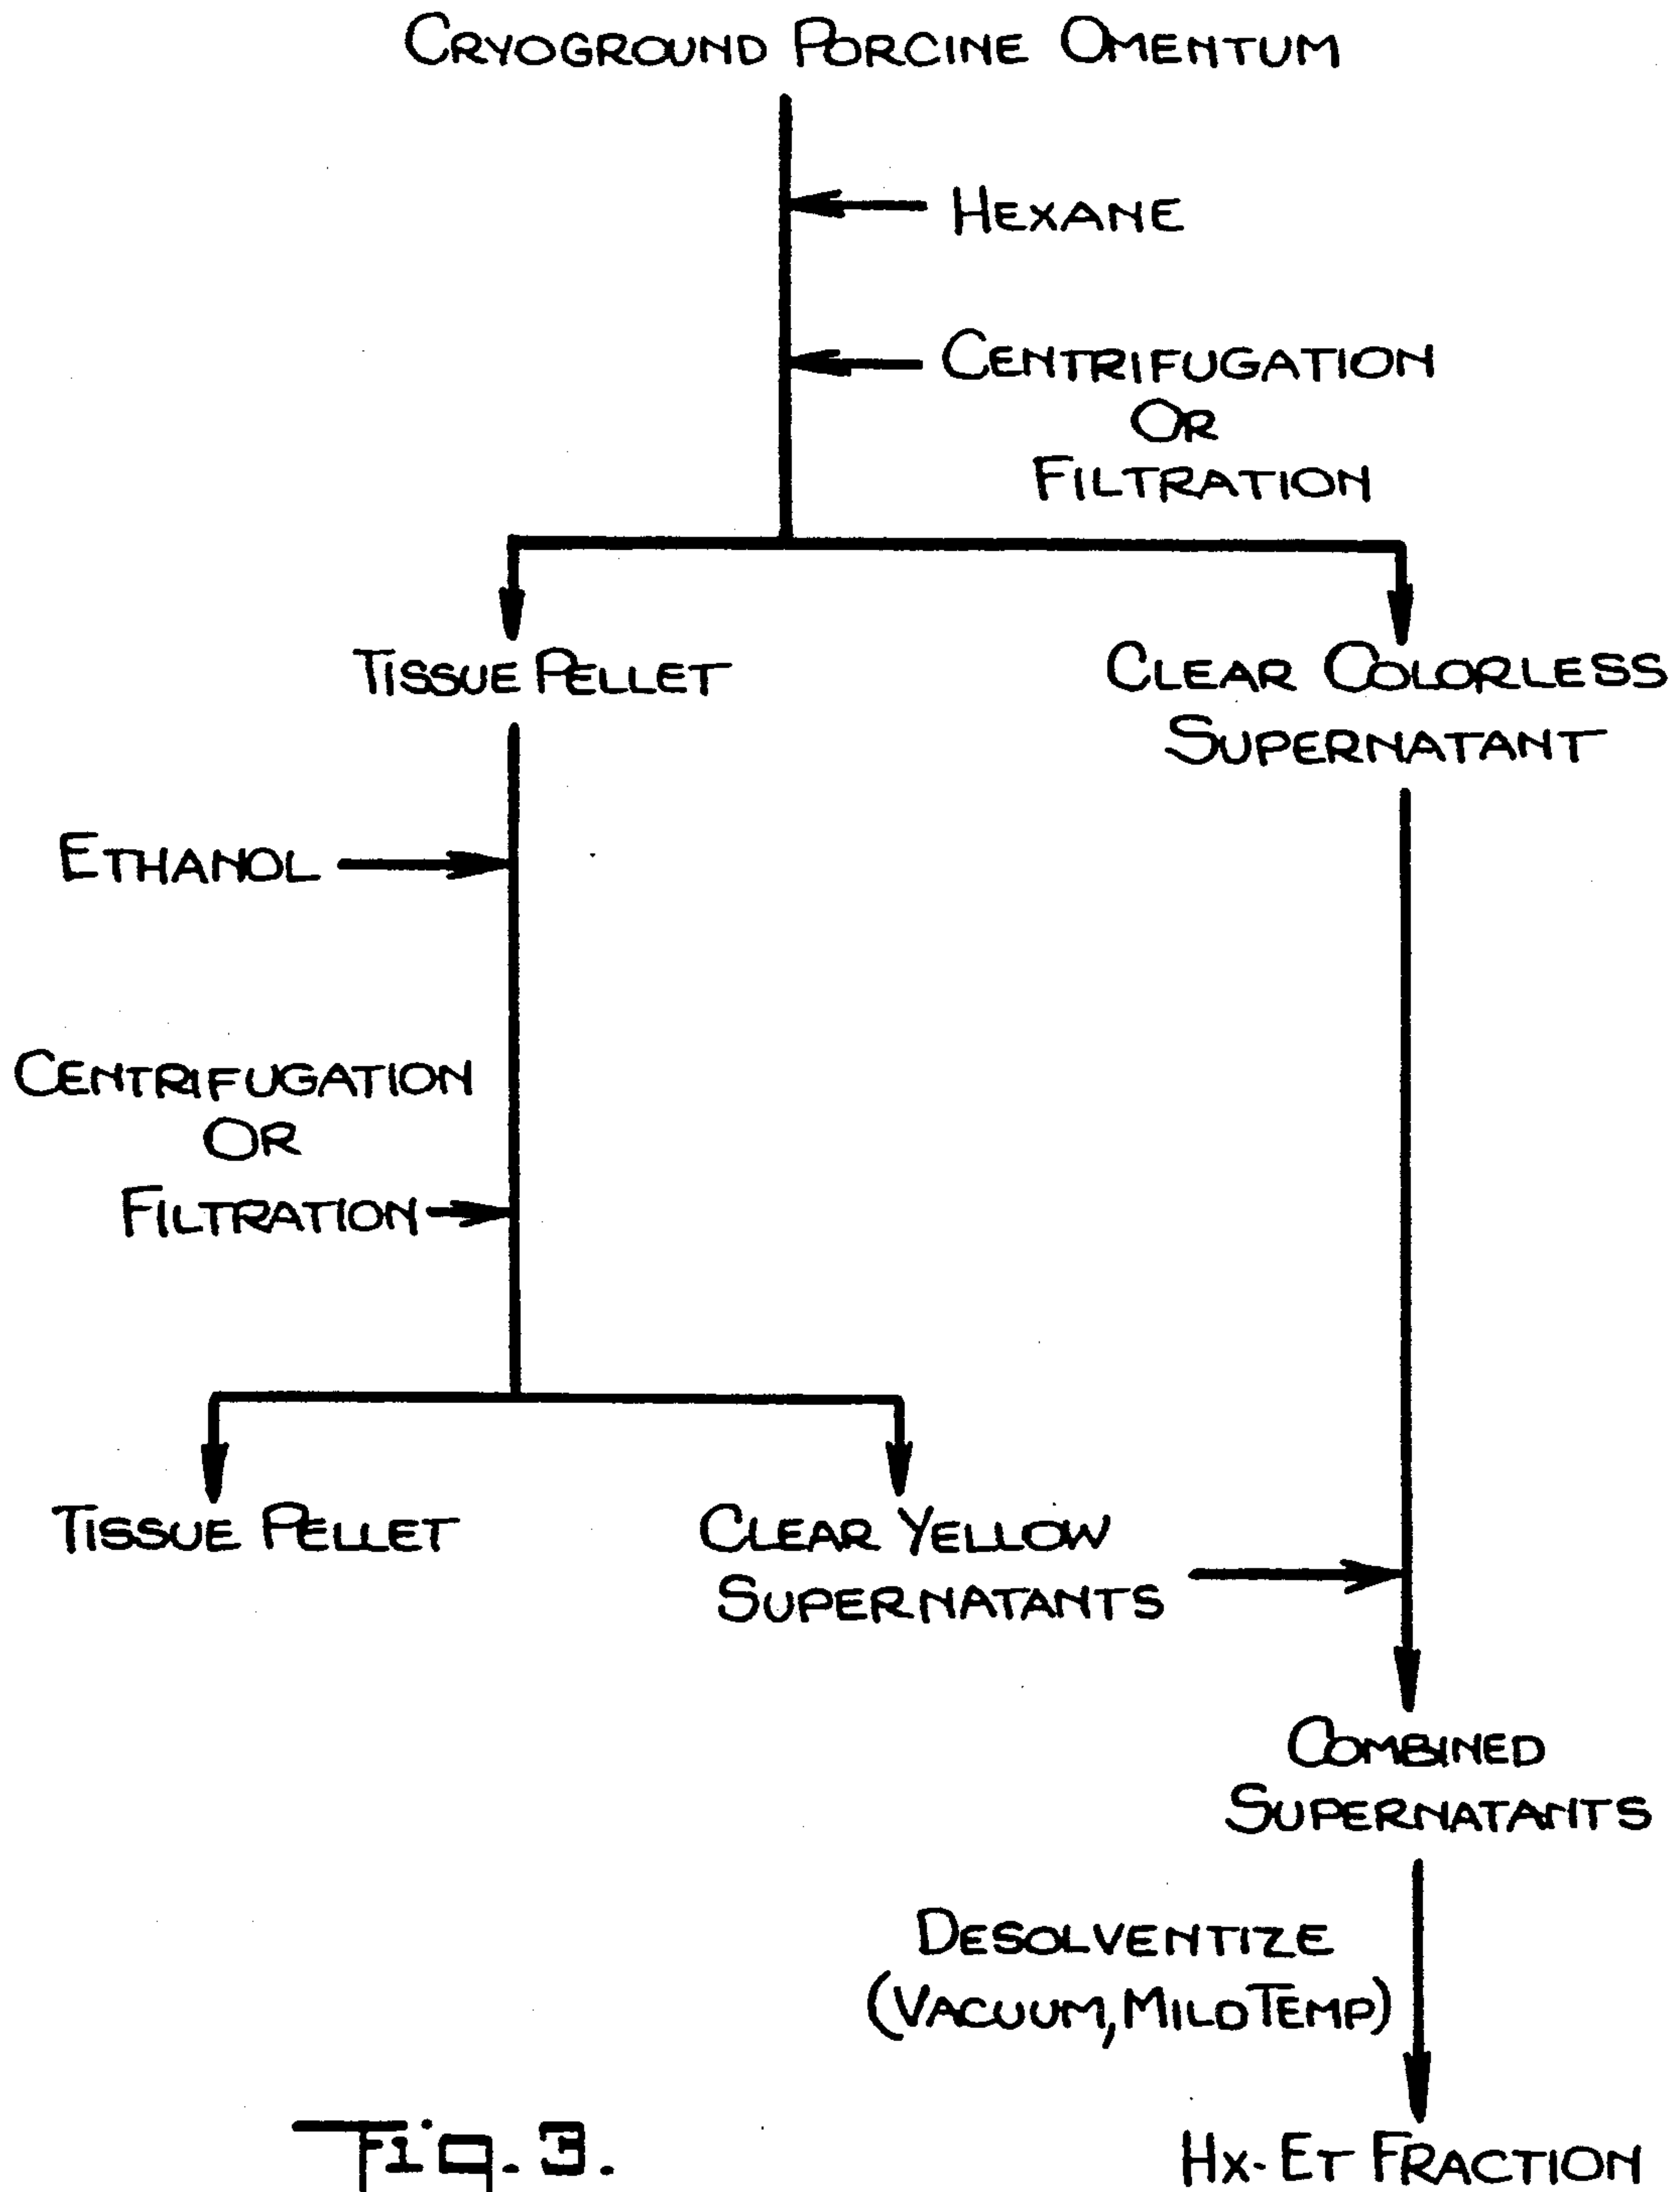 CRYOGROUND PORCINE OMENTUM
HEXANE
CENTRIFUGATION
OR
FILTRATION
TISSUE PELLET
CLEAR COLORLESS
SUPERNATANT
ETHANOL
CENTRIFUGATION
OR
FILTRATION
TISSUE PELLET
CLEAR YELLOW
SUPERNATANTS
COMBINED
SUPERNATANTS
DESOLVENTIZE
(VACUUM, MILD TEMP)
HX-ET FRACTION
Fig. 3.